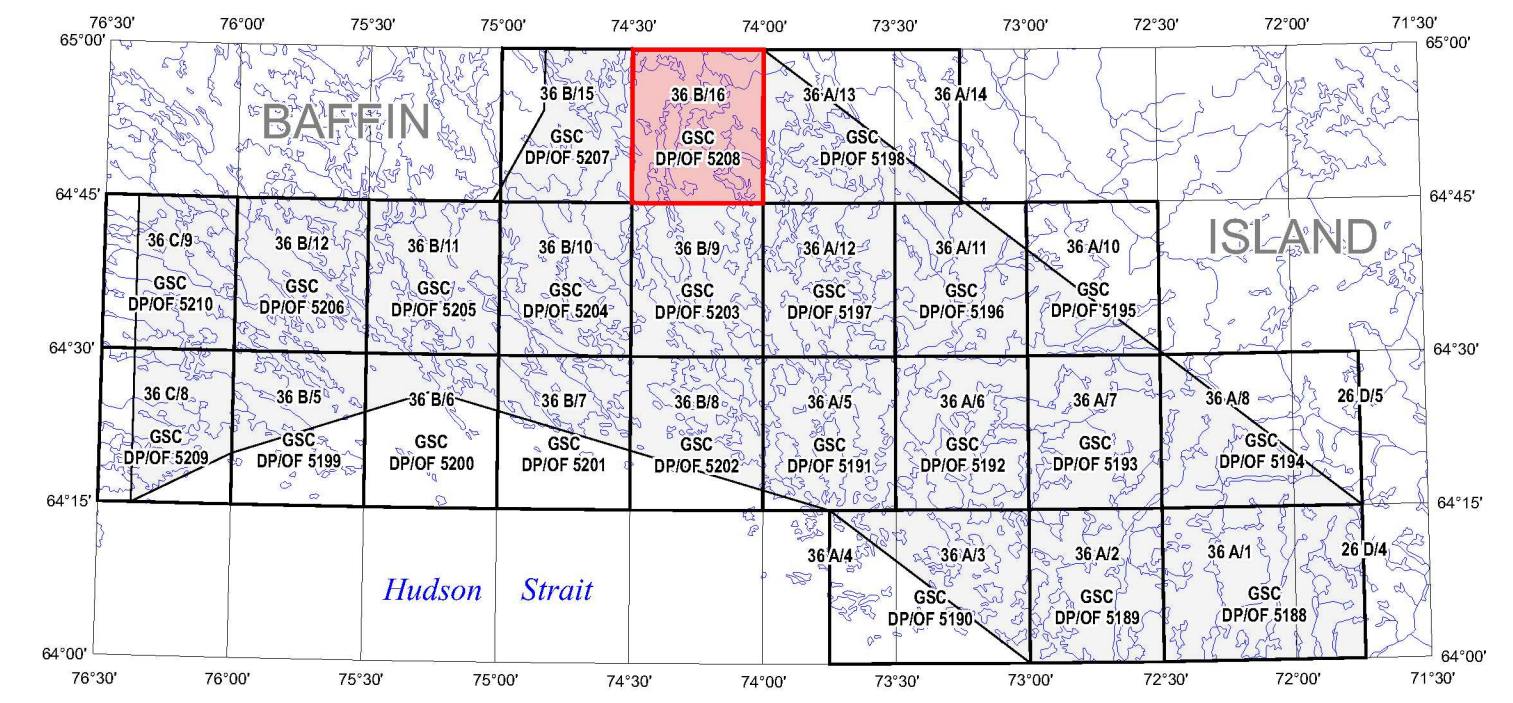 76°30' 76°00' 75°30' 75°00' 74°30' 74°00' 73°30' 73°00' 72°30' 72°00' 71°30'
65°00' 65°00'
36 B/15 36 B/16 36 A/13 36 A/14
BAFFIN
GSC GSC GSC
DP/OF 5207 DP/OF 5208 DP/OF 5198
64°45' 64°45'
36 C/9 36 B/12 36 B/11 36 B/10 36 B/9 36 A/12 36 A/11 36 A/10
ISLAND
GSC GSC GSC GSC GSC GSC GSC GSC
DP/OF 5210 DP/OF 5206 DP/OF 5205 DP/OF 5204 DP/OF 5203 DP/OF 5197 DP/OF 5196 DP/OF 5195
64°30' 64°30'
36 C/8 36 B/5 36 B/6 36 B/7 36 B/8 36 A/5 36 A/6 36 A/7 36 A/8 26 D/5
GSC GSC GSC GSC GSC GSC GSC GSC GSC
DP/OF 5209 DP/OF 5199 DP/OF 5200 DP/OF 5201 DP/OF 5202 DP/OF 5191 DP/OF 5192 DP/OF 5193 DP/OF 5194
64°15' 64°15'
36 A/4 36 A/3 36 A/2 36 A/1 26 D/4
Hudson Strait
GSC GSC GSC
DP/OF 5190 DP/OF 5189 DP/OF 5188
64°00' 64°00'
76°30' 76°00' 75°30' 75°00' 74°30' 74°00' 73°30' 73°00' 72°30' 72°00' 71°30'